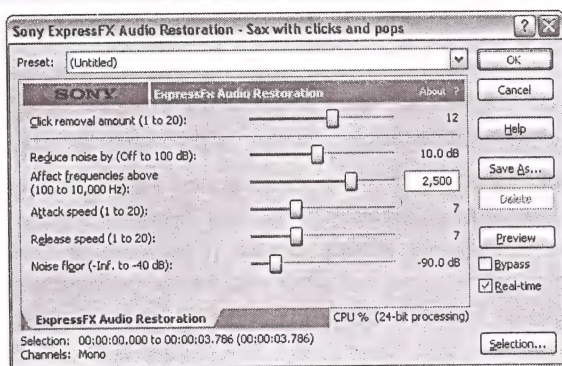 Sony ExpressFX Audio Restoration - Sax with clicks and pops
Preset: (Untitled)
OK
SONY ExpressFx Audio Restoration About ?
Cancel
Click removal amount (1 to 20): 12
Help
Reduce noise by (Off to 100 dB): 10.0 dB
Affect frequencies above
(100 to 10,000 Hz): 2,500
Save As...
Delete
Attack speed (1 to 20): 7
Release speed (1 to 20): 7
Preview
Noise floor (-Inf. to -40 dB): -90.0 dB
Bypass
Real-time
ExpressFX Audio Restoration CPU % (24-bit processing)
Selection: 00:00:00.000 to 00:00:03.786 (00:00:03.786)
Channels: Mono
Selection...